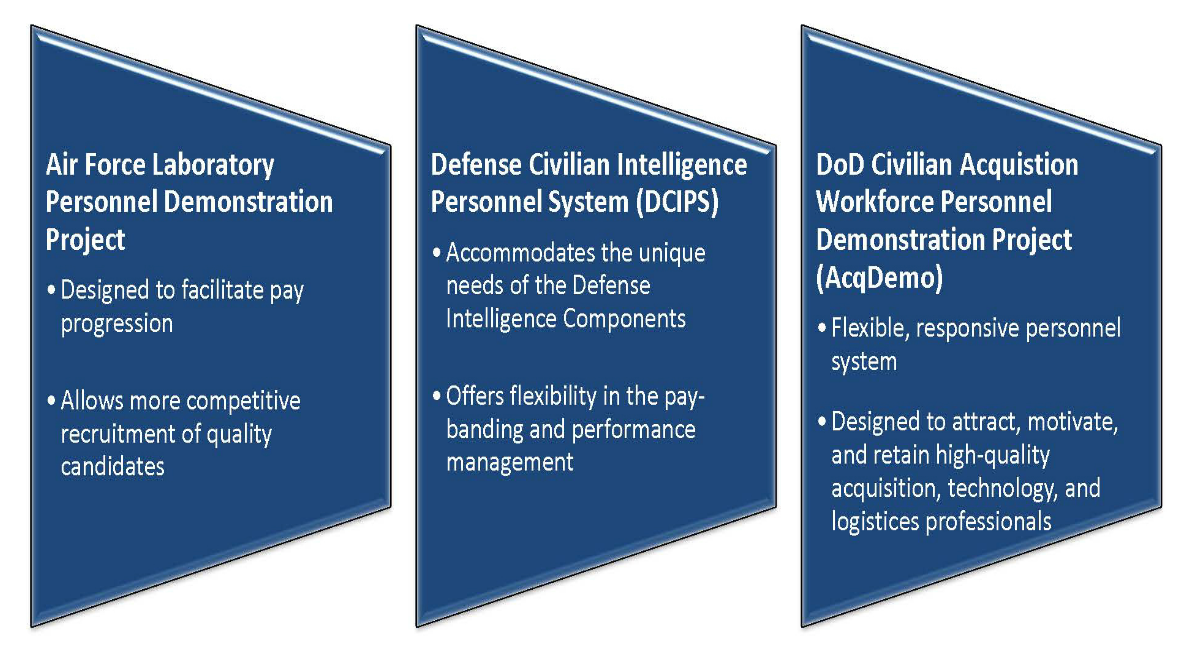 Air Force Laboratory
Personnel Demonstration
Project
• Designed to facilitate pay
progression
• Allows more competitive
recruitment of quality
candidates
Defense Civilian Intelligence
Personnel System (DCIPS)
• Accommodates the unique
needs of the Defense
Intelligence Components
• Offers flexibility in the pay-
banding and performance
management
DoD Civilian Acquistion
Workforce Personnel
Demonstration Project
(AcqDemo)
• Flexible, responsive personnel
system
• Designed to attract, motivate,
and retain high-quality
acquisition, technology, and
logistices professionals